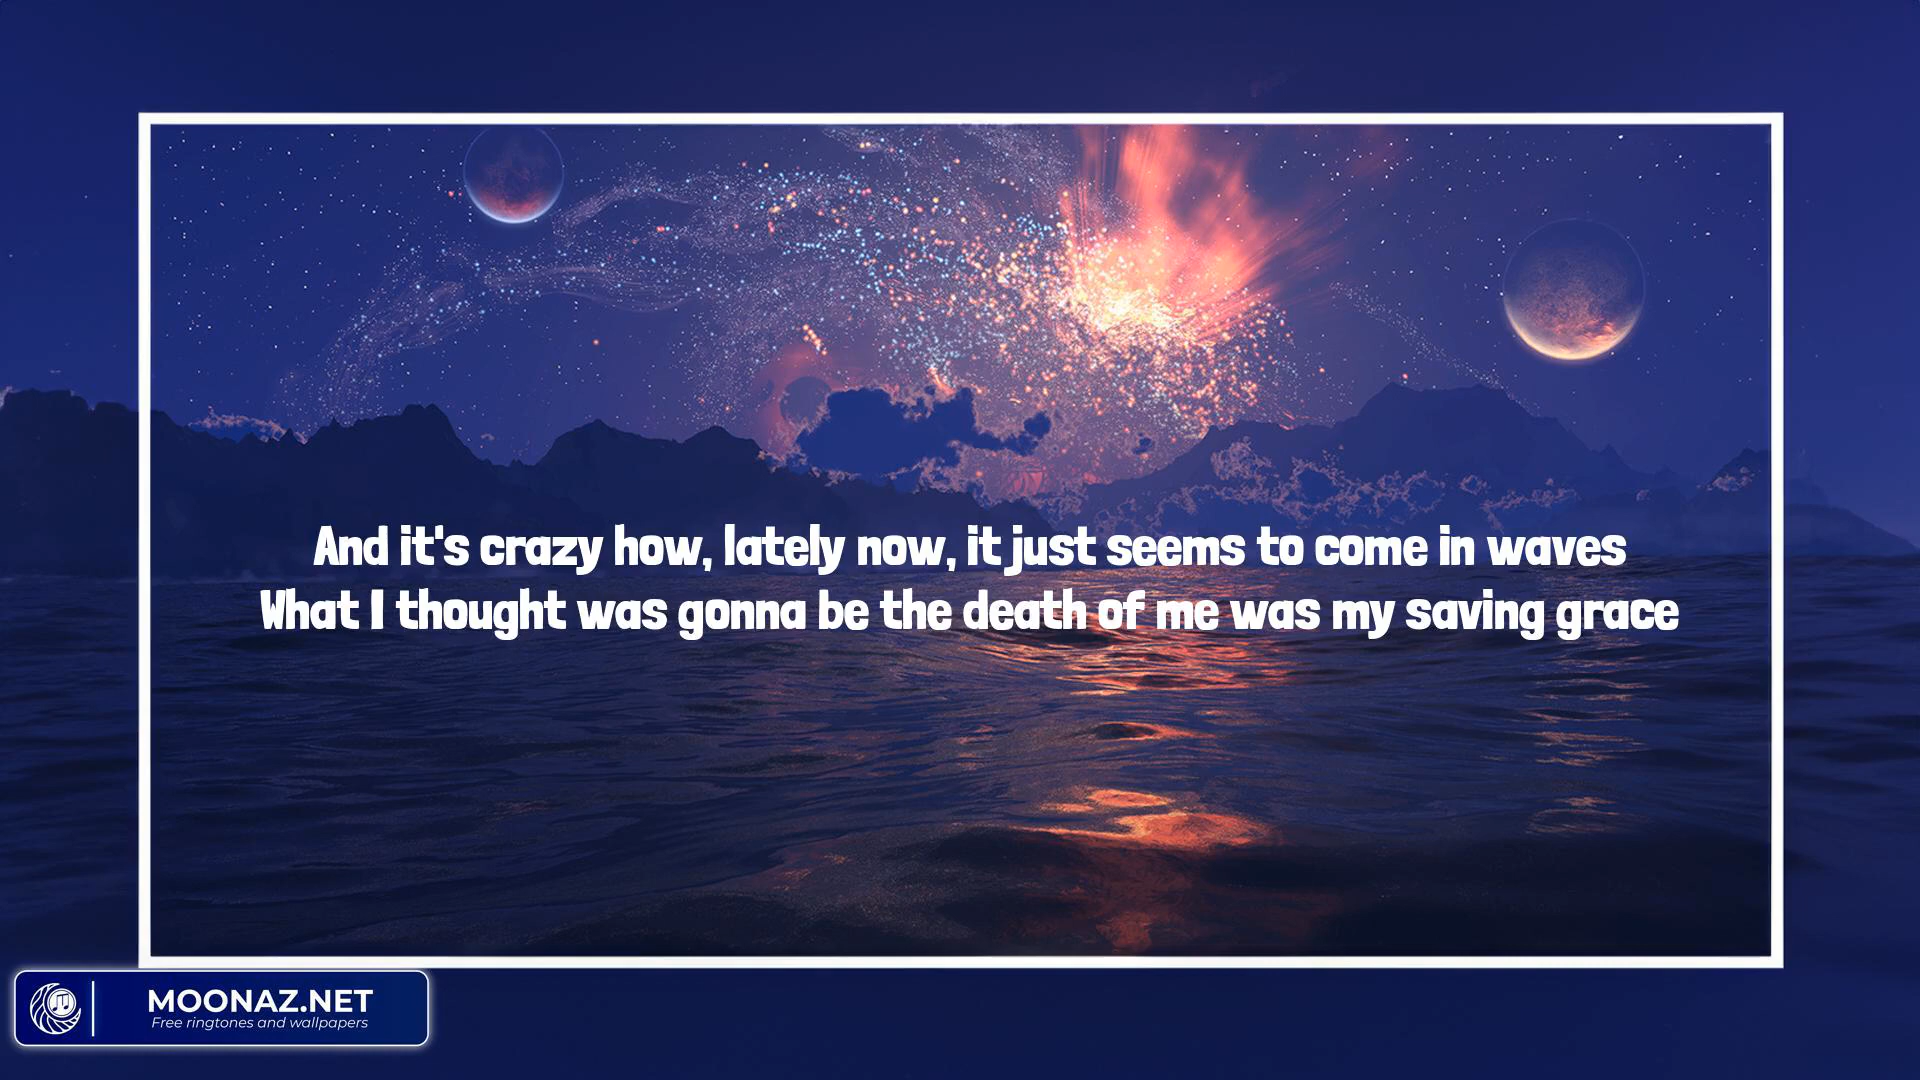 And it's crazy how, lately now, it just seems to come in waves
What I thought was gonna be the death of me was my saving grace
MOONAZ.NET
Free ringtones and wallpapers